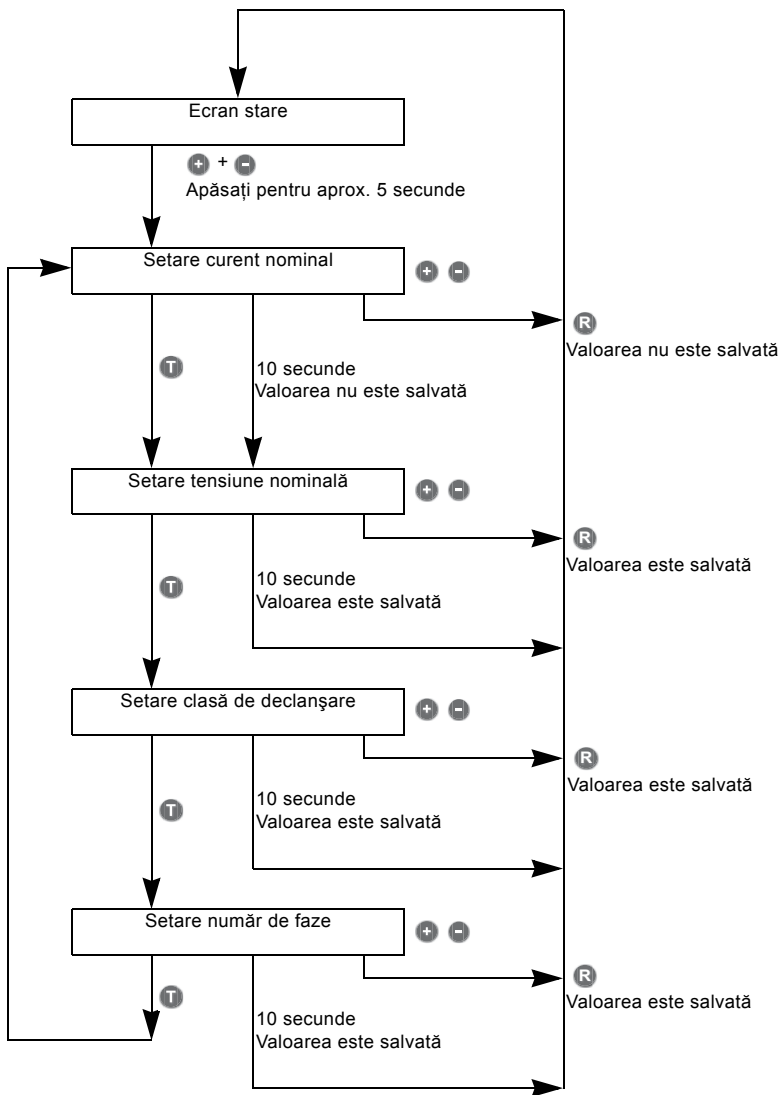 Ecran stare
+ + -
Apăsați pentru aprox. 5 secunde
Setare curent nominal + -
R
Valoarea nu este salvată
T
10 secunde
Valoarea nu este salvată
Setare tensiune nominală + -
R
Valoarea este salvată
T
10 secunde
Valoarea este salvată
Setare clasă de declanşare + -
R
Valoarea este salvată
T
10 secunde
Valoarea este salvată
Setare număr de faze + -
R
Valoarea este salvată
T
10 secunde
Valoarea este salvată